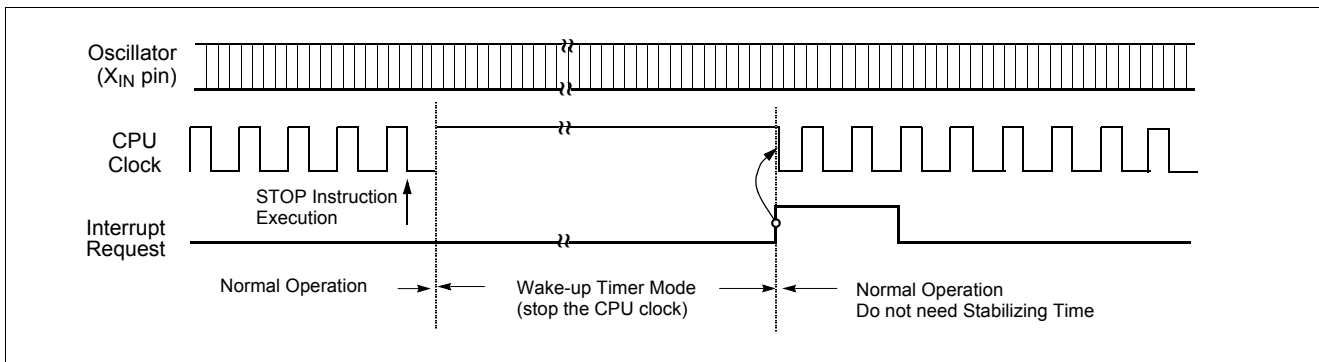 Oscillator
(XIN pin)
CPU
Clock
STOP Instruction
Execution
Interrupt
Request
Normal Operation
Wake-up Timer Mode
(stop the CPU clock)
Normal Operation
Do not need Stabilizing Time